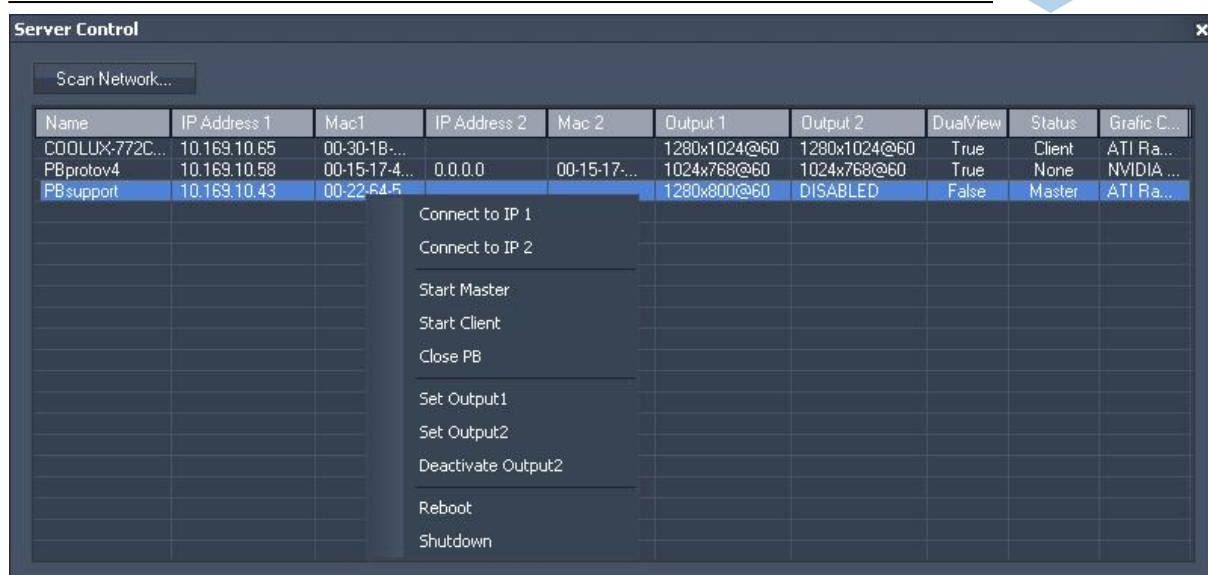 Server Control
Scan Network...
Name IP Address 1 Mac1 IP Address 2 Mac 2 Output 1 Output 2 DualView Status Grafic C...
COOLUX-772C... 10.169.10.65 00-30-1B-... 1280x1024@60 1280x1024@60 True Client ATI Ra...
PBprotov4 10.169.10.58 00-15-17-4... 0.0.0.0 00-15-17-... 1024x768@60 1024x768@60 True None NVIDIA ...
PBsupport 10.169.10.43 00-22-64-5 1280x800@60 DISABLED False Master ATI Ra...
Connect to IP 1
Connect to IP 2
Start Master
Start Client
Close PB
Set Output1
Set Output2
Deactivate Output2
Reboot
Shutdown